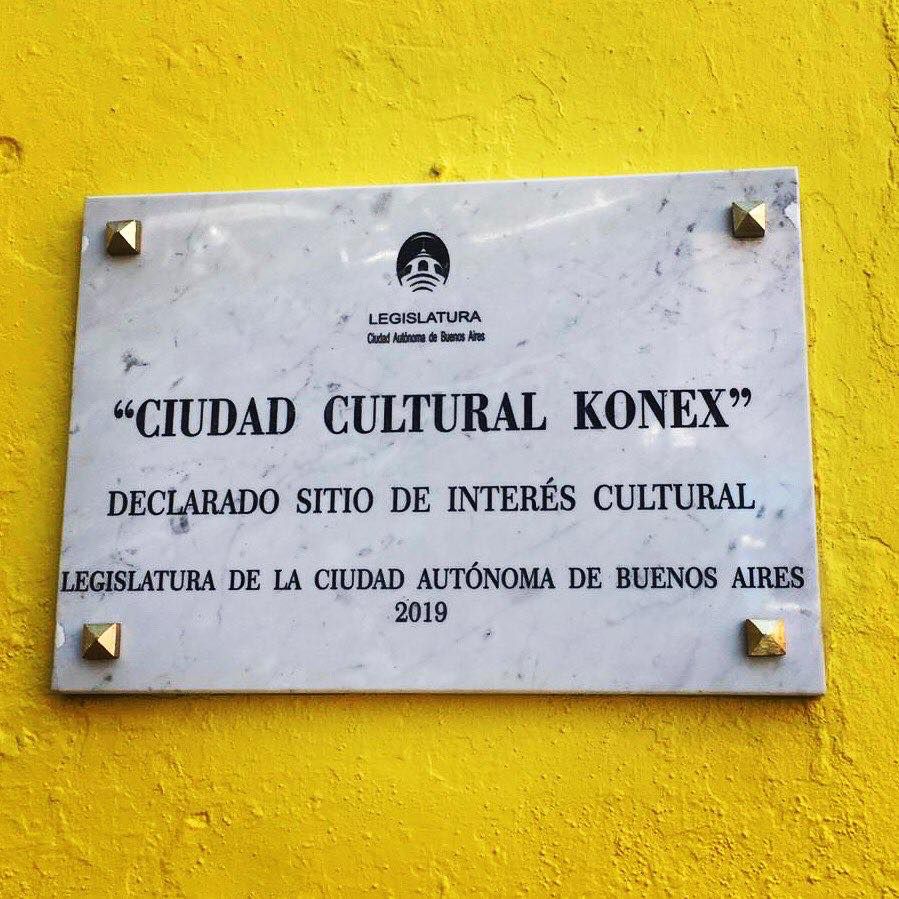 LEGISLATURA
Ciudad Autónoma de Buenos Aires
“CIUDAD CULTURAL KONEX”
DECLARADO SITIO DE INTERÉS CULTURAL
LEGISLATURA DE LA CIUDAD AUTÓNOMA DE BUENOS AIRES
2019